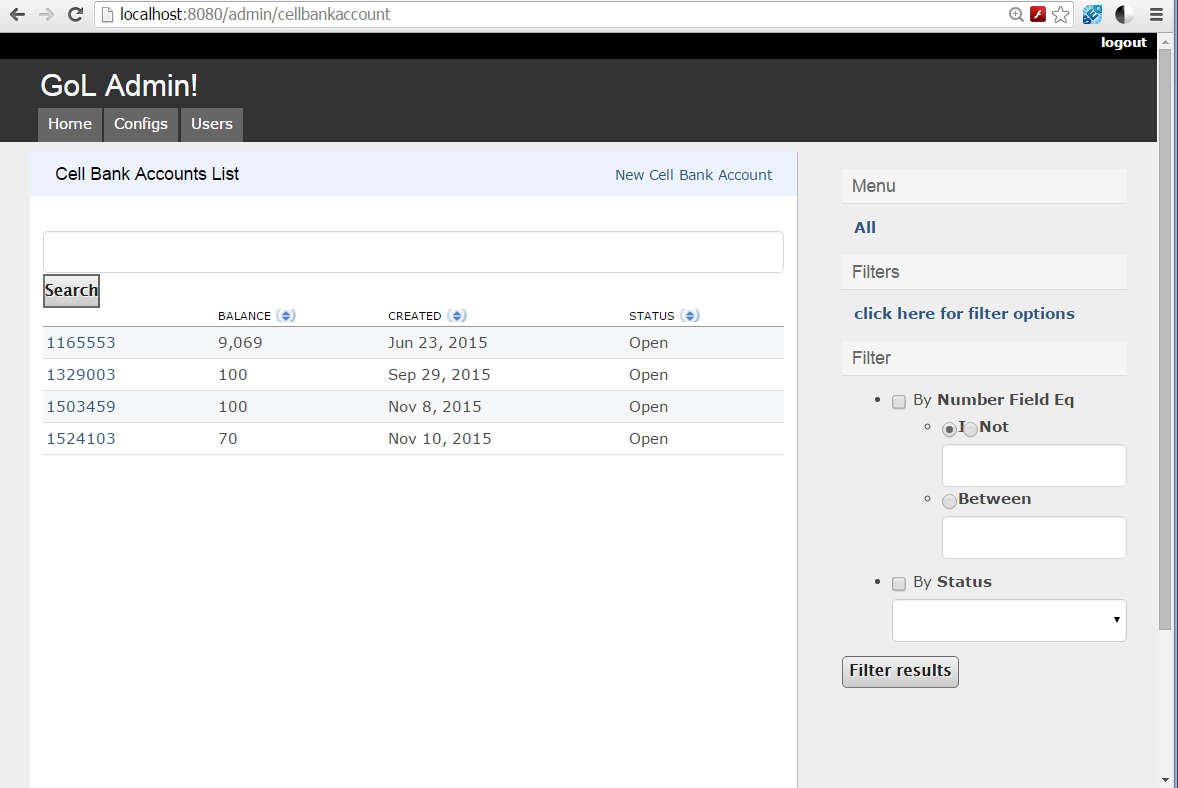 localhost:8080/admin/cellbankaccount
logout
GoL Admin!
Home Configs Users
Cell Bank Accounts List New Cell Bank Account
Search
BALANCE CREATED STATUS
1165553 9,069 Jun 23, 2015 Open
1329003 100 Sep 29, 2015 Open
1503459 100 Nov 8, 2015 Open
1524103 70 Nov 10, 2015 Open
Menu
All
Filters
click here for filter options
Filter
By Number Field Eq
I Not
Between
By Status
Filter results